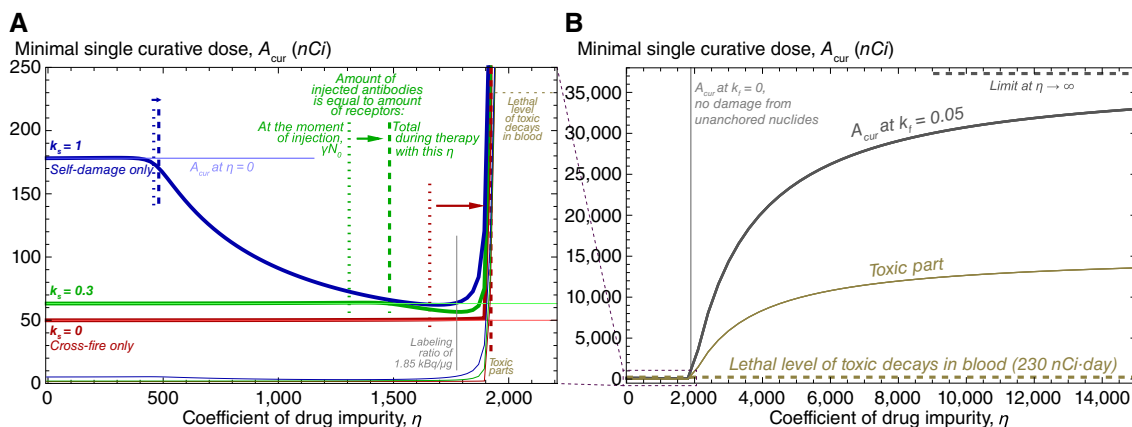 A
Minimal single curative dose, A_cur (nCi)
250
200
150
100
50
0
0
500
1,000
1,500
2,000
Coefficient of drug impurity, η
k_s = 1
Self-damage only
A_cur at η = 0
k_s = 0.3
k_s = 0
Cross-fire only
Amount of
injected antibodies
is equal to amount
of receptors:
At the moment
of injection,
γN_0
Total
during therapy
with this η
Lethal
level
of toxic
decays
in blood
Labeling
ratio of
1.85 kBq/μg
Toxic
parts
B
Minimal single curative dose, A_cur (nCi)
35,000
30,000
25,000
20,000
15,000
10,000
5,000
0
0
2,000
4,000
6,000
8,000
10,000
12,000
14,000
Coefficient of drug impurity, η
A_cur at k_f = 0,
no damage from
unanchored nuclides
Limit at η → ∞
A_cur at k_f = 0.05
Toxic part
Lethal level of toxic decays in blood (230 nCi·day)